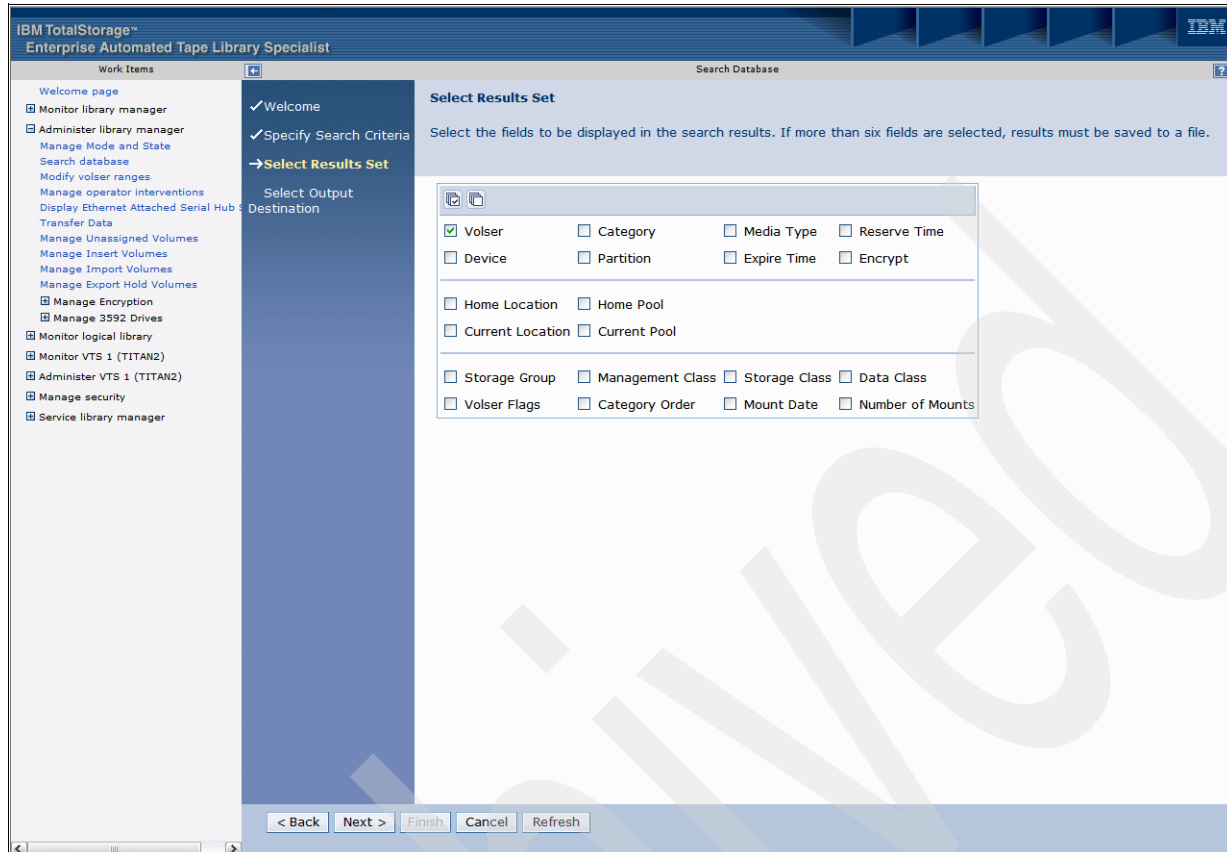 IBM TotalStorage™
Enterprise Automated Tape Library Specialist
IBM
Work Items
Search Database
?
Welcome page
Monitor library manager
Administer library manager
Manage Mode and State
Search database
Modify volser ranges
Manage operator interventions
Display Ethernet Attached Serial Hub S
Transfer Data
Manage Unassigned Volumes
Manage Insert Volumes
Manage Import Volumes
Manage Export Hold Volumes
Manage Encryption
Manage 3592 Drives
Monitor logical library
Monitor VTS 1 (TITAN2)
Administer VTS 1 (TITAN2)
Manage security
Service library manager
Welcome
Specify Search Criteria
Select Results Set
Select Output
Destination
Select Results Set
Select the fields to be displayed in the search results. If more than six fields are selected, results must be saved to a file.
Volser Category Media Type Reserve Time
Device Partition Expire Time Encrypt
Home Location Home Pool
Current Location Current Pool
Storage Group Management Class Storage Class Data Class
Volser Flags Category Order Mount Date Number of Mounts
< Back Next > Finish Cancel Refresh
hived